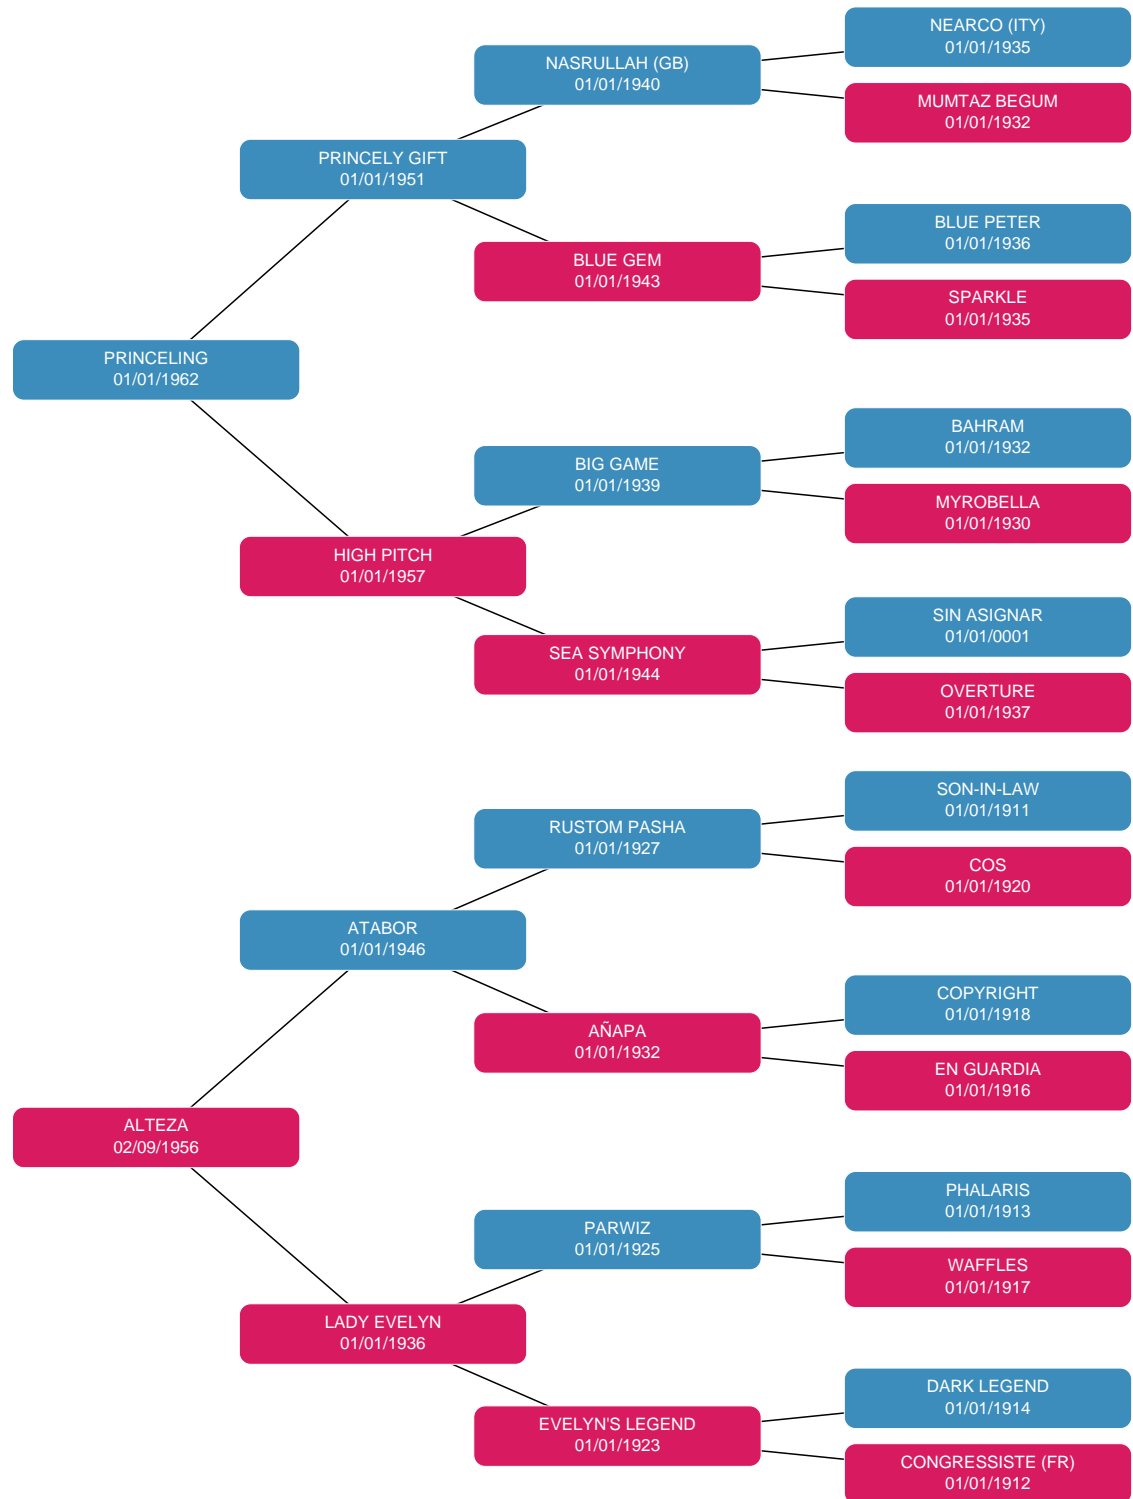 NEARCO (ITY)
01/01/1935
NASRULLAH (GB)
01/01/1940
MUMTAZ BEGUM
01/01/1932
PRINCELY GIFT
01/01/1951
BLUE PETER
01/01/1936
BLUE GEM
01/01/1943
SPARKLE
01/01/1935
PRINCELING
01/01/1962
BAHRAM
01/01/1932
BIG GAME
01/01/1939
MYROBELLA
01/01/1930
HIGH PITCH
01/01/1957
SIN ASIGNAR
01/01/0001
SEA SYMPHONY
01/01/1944
OVERTURE
01/01/1937
SON-IN-LAW
01/01/1911
RUSTOM PASHA
01/01/1927
COS
01/01/1920
ATABOR
01/01/1946
COPYRIGHT
01/01/1918
AÑAPA
01/01/1932
EN GUARDIA
01/01/1916
ALTEZA
02/09/1956
PHALARIS
01/01/1913
PARWIZ
01/01/1925
WAFFLES
01/01/1917
LADY EVELYN
01/01/1936
DARK LEGEND
01/01/1914
EVELYN'S LEGEND
01/01/1923
CONGRESSISTE (FR)
01/01/1912